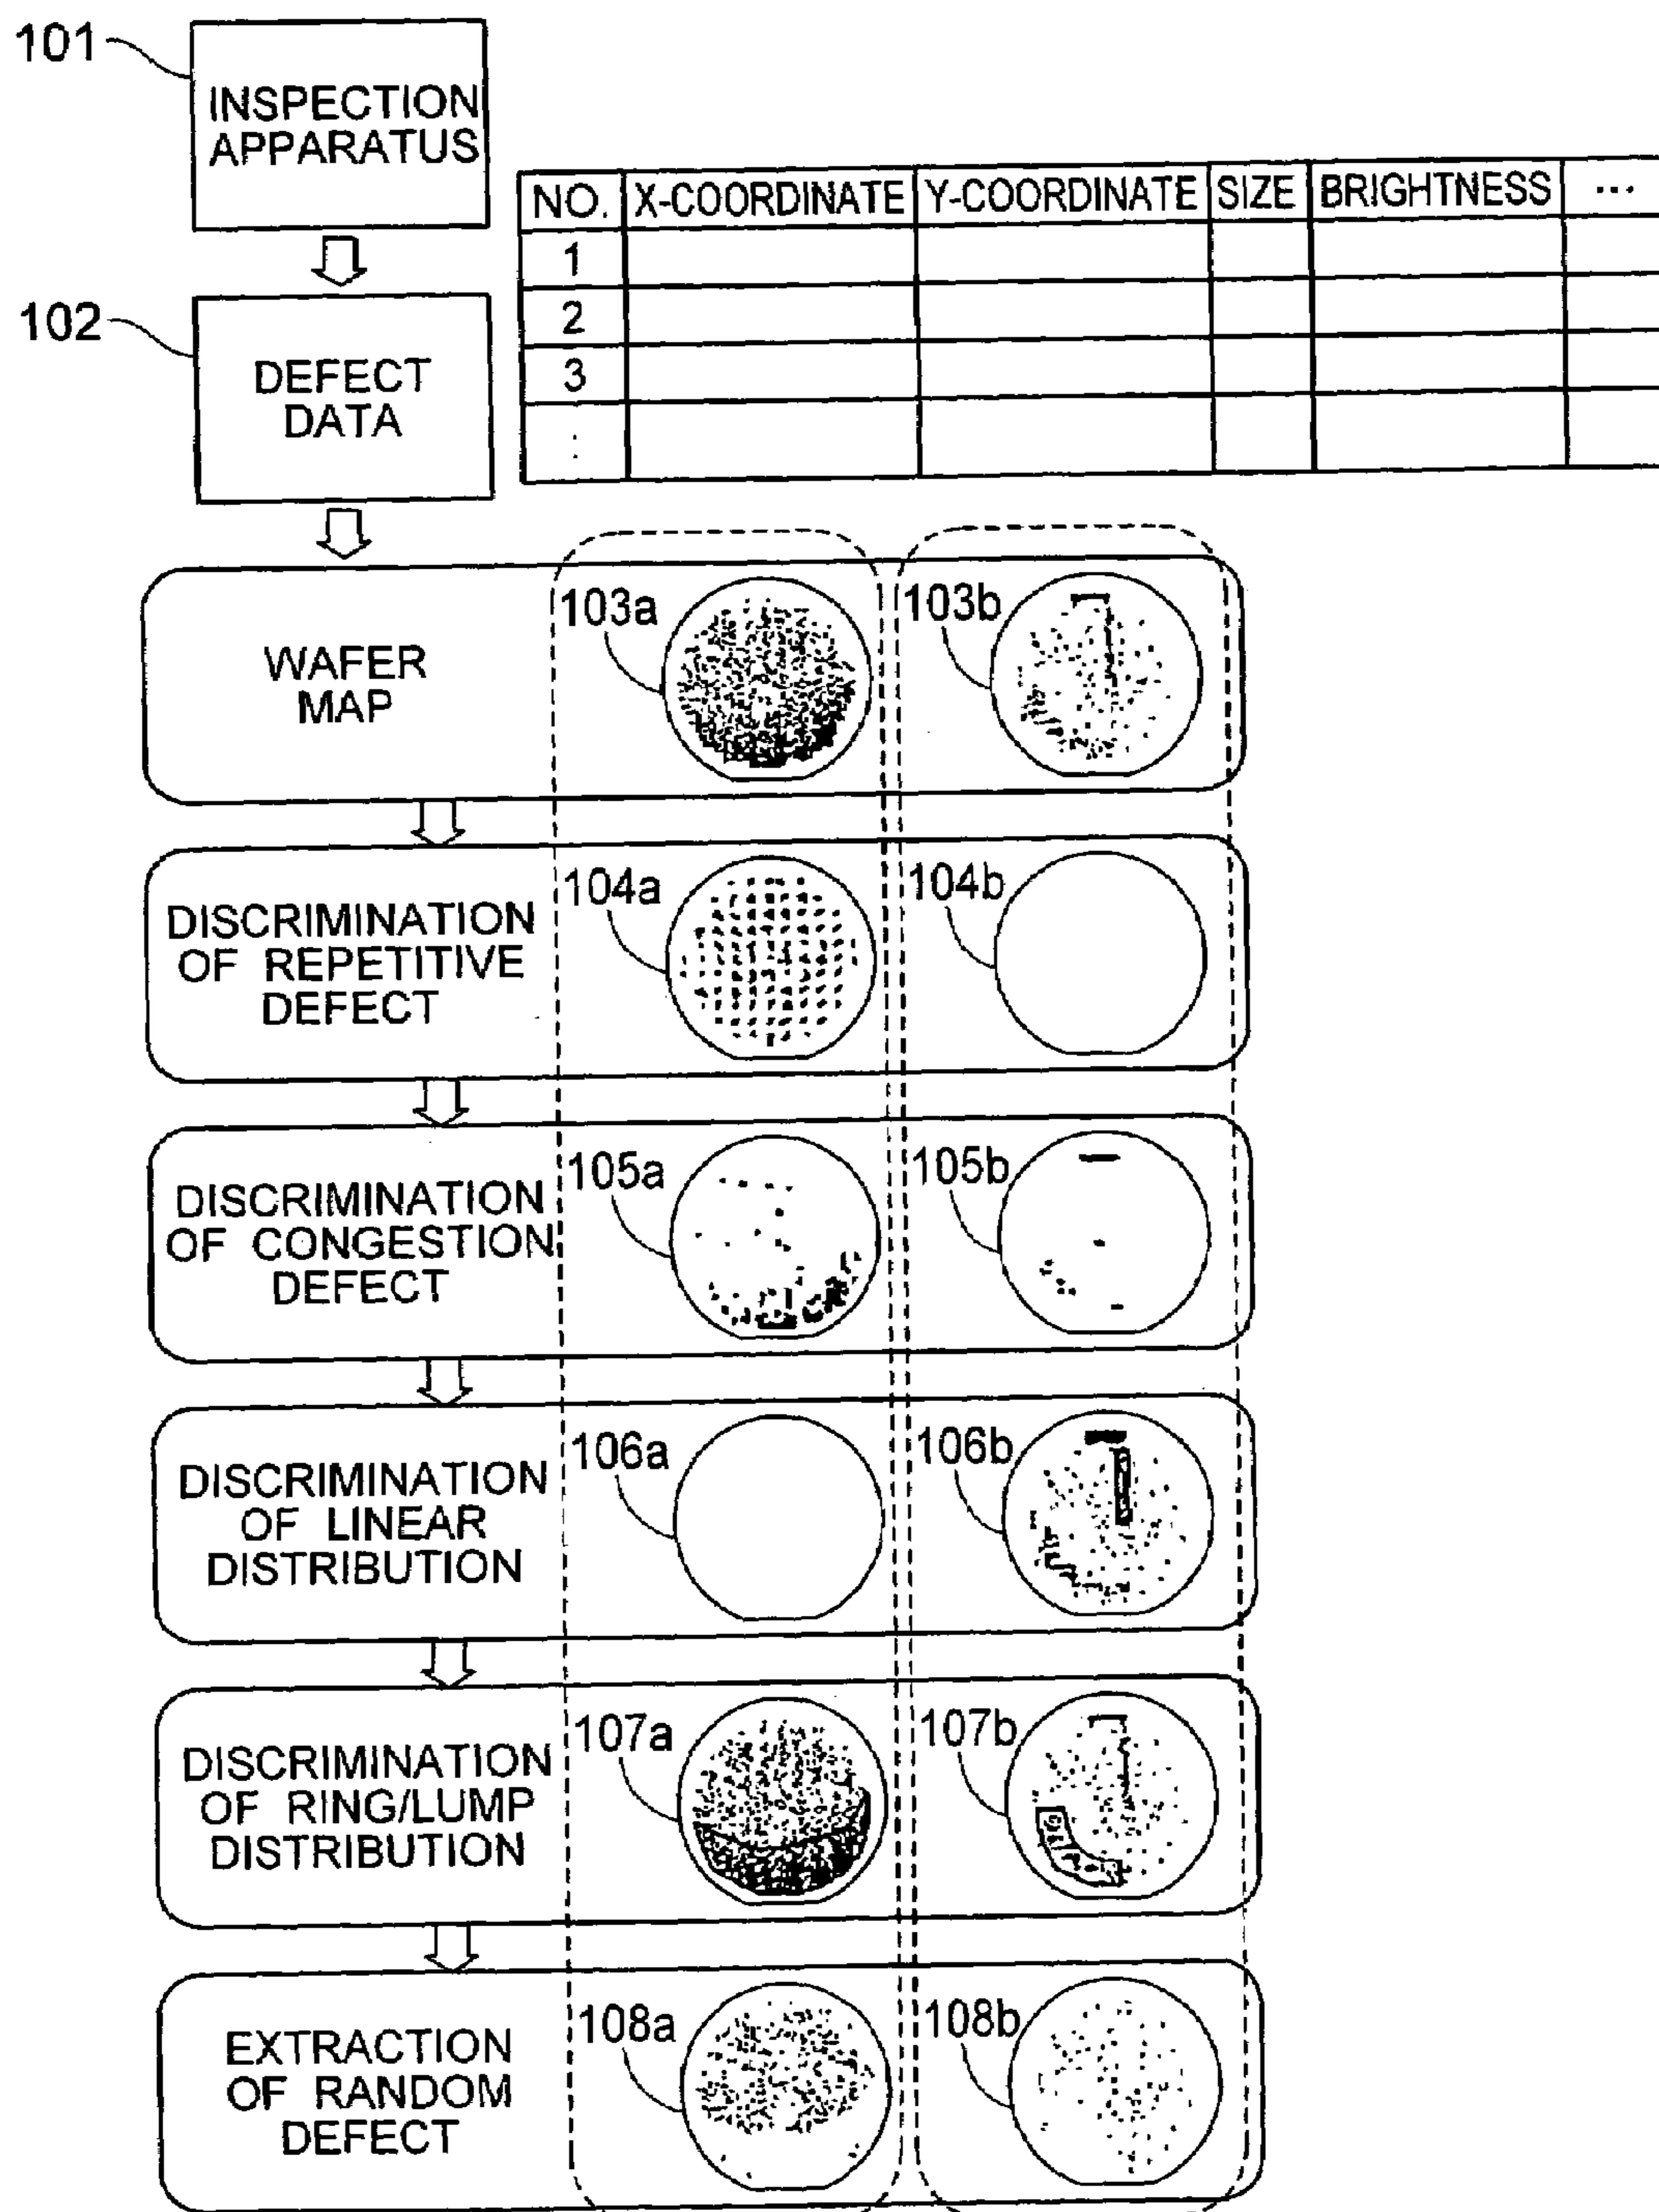 101
INSPECTION
APPARATUS
NO. X-COORDINATE Y-COORDINATE SIZE BRIGHTNESS ...
1
2
3
:
102
DEFECT
DATA
WAFER
MAP
103a
103b
DISCRIMINATION
OF REPETITIVE
DEFECT
104a
104b
DISCRIMINATION
OF CONGESTION
DEFECT
105a
105b
DISCRIMINATION
OF LINEAR
DISTRIBUTION
106a
106b
DISCRIMINATION
OF RING/LUMP
DISTRIBUTION
107a
107b
EXTRACTION
OF RANDOM
DEFECT
108a
108b